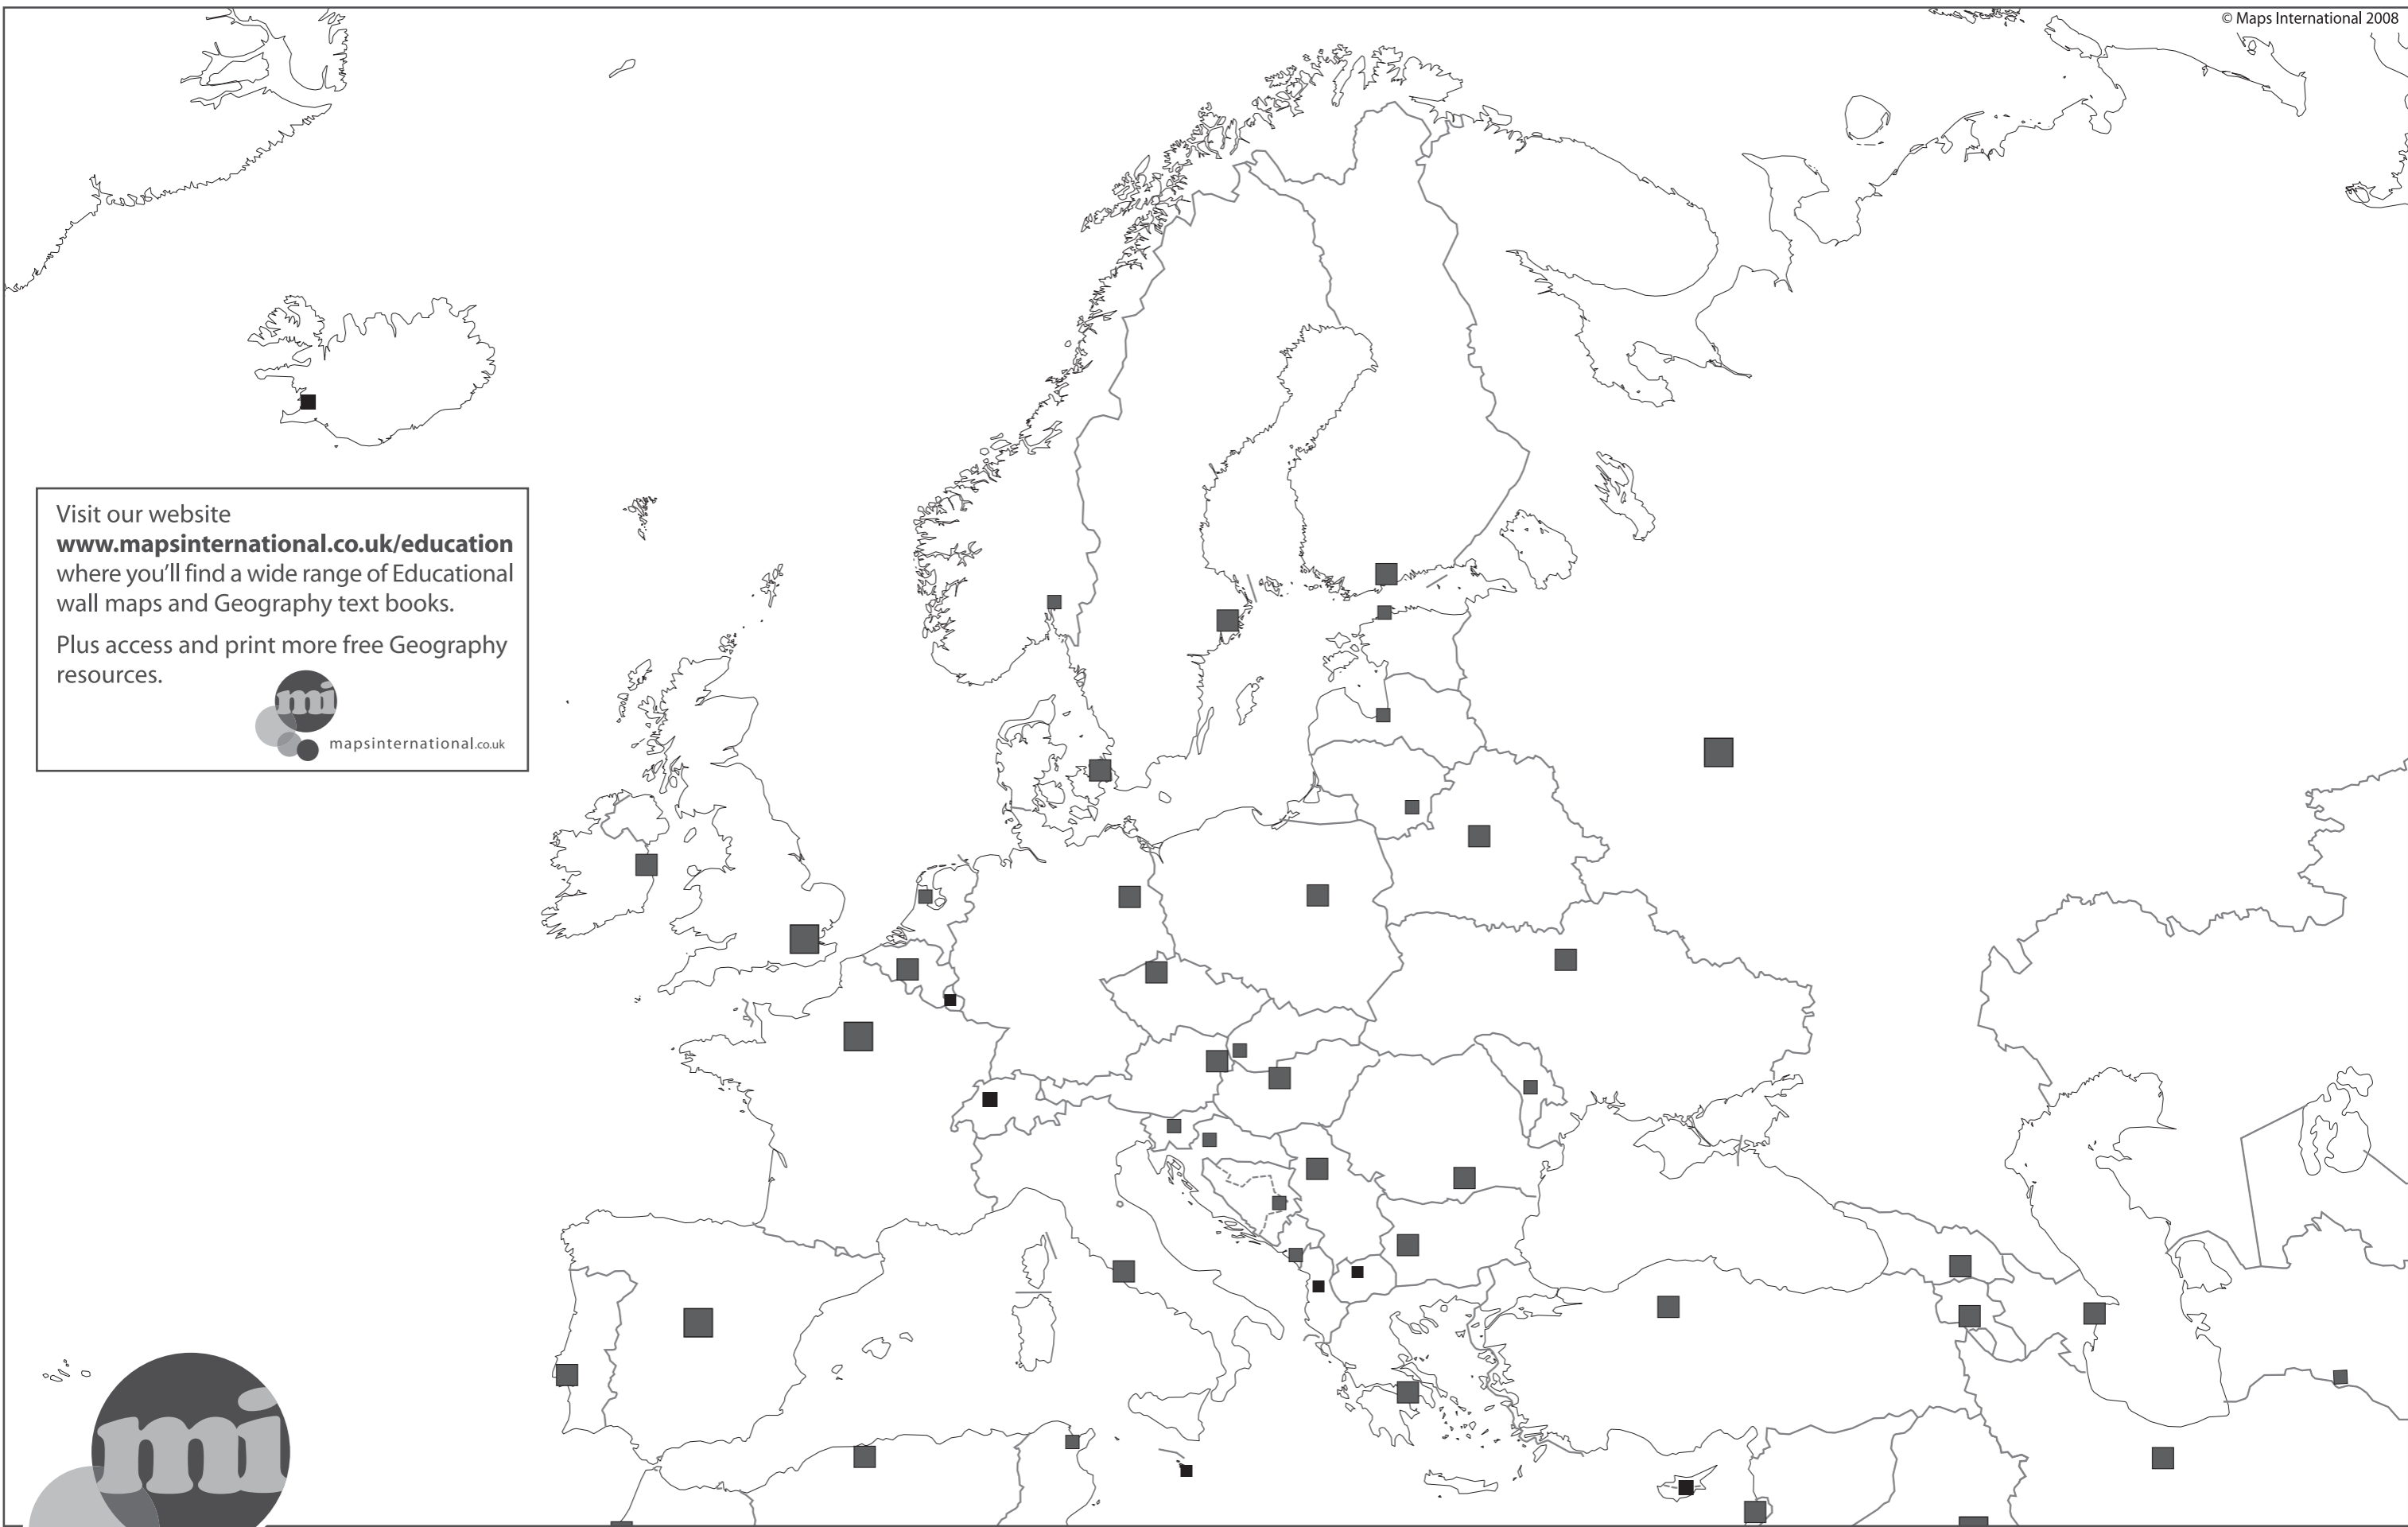 © Maps International 2008
Visit our website
www.mapsinternational.co.uk/education
where you'll find a wide range of Educational
wall maps and Geography text books.
Plus access and print more free Geography
resources.
mi
mapsinternational.co.uk
mi